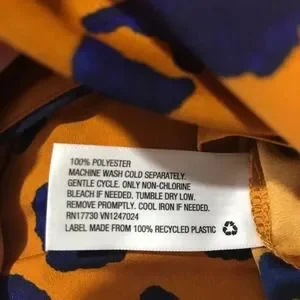 100% POLYESTER
MACHINE WASH COLD SEPARATELY.
GENTLE CYCLE. ONLY NON-CHLORINE
BLEACH IF NEEDED. TUMBLE DRY LOW.
REMOVE PROMPTLY. COOL IRON IF NEEDED.
RN17730 VN1247024
LABEL MADE FROM 100% RECYCLED PLASTIC